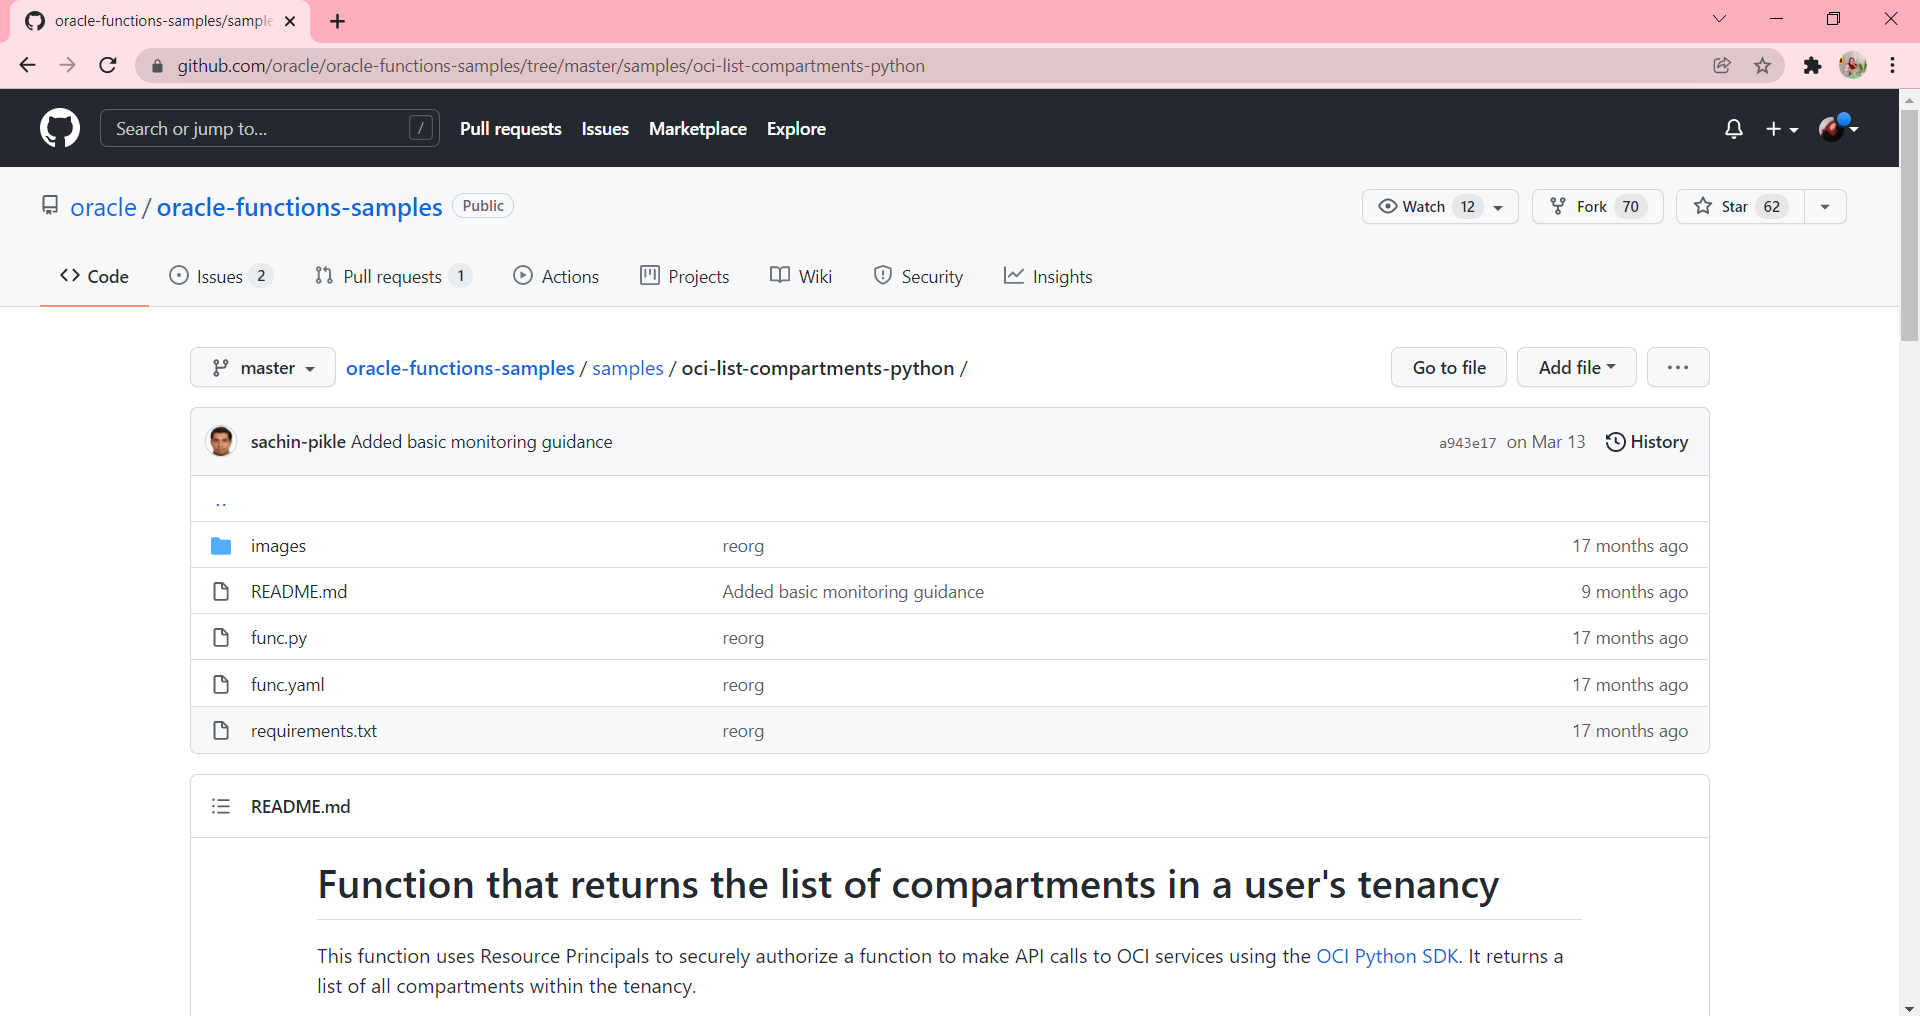 oracle-functions-samples/sample
github.com/oracle/oracle-functions-samples/tree/master/samples/oci-list-compartments-python
Search or jump to... /
Pull requests Issues Marketplace Explore
oracle / oracle-functions-samples Public
Watch 12 Fork 70 Star 62
Code Issues 2 Pull requests 1 Actions Projects Wiki Security Insights
master oracle-functions-samples / samples / oci-list-compartments-python / Go to file Add file ...
sachin-pikle Added basic monitoring guidance a943e17 on Mar 13 History
..
images reorg 17 months ago
README.md Added basic monitoring guidance 9 months ago
func.py reorg 17 months ago
func.yaml reorg 17 months ago
requirements.txt reorg 17 months ago
README.md
Function that returns the list of compartments in a user's tenancy
This function uses Resource Principals to securely authorize a function to make API calls to OCI services using the OCI Python SDK. It returns a
list of all compartments within the tenancy.